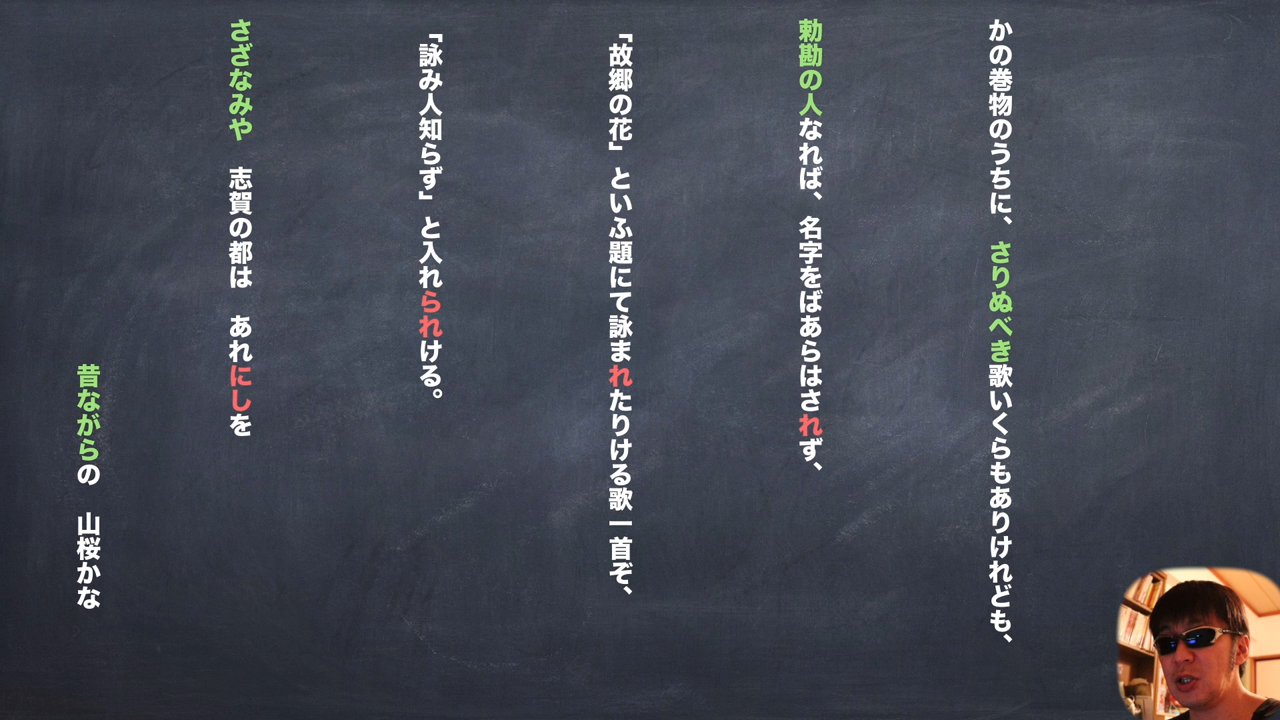 かの巻物のうちに、さりぬべき歌いくらもありけれども、
勅勘の人なれば、名字をばあらはされず、
「故郷の花」といふ題にて詠まれたりける歌一首ぞ、
「詠み人知らず」と入れられける。
さざなみや　志賀の都は　あれにしを
昔ながらの　山桜かな